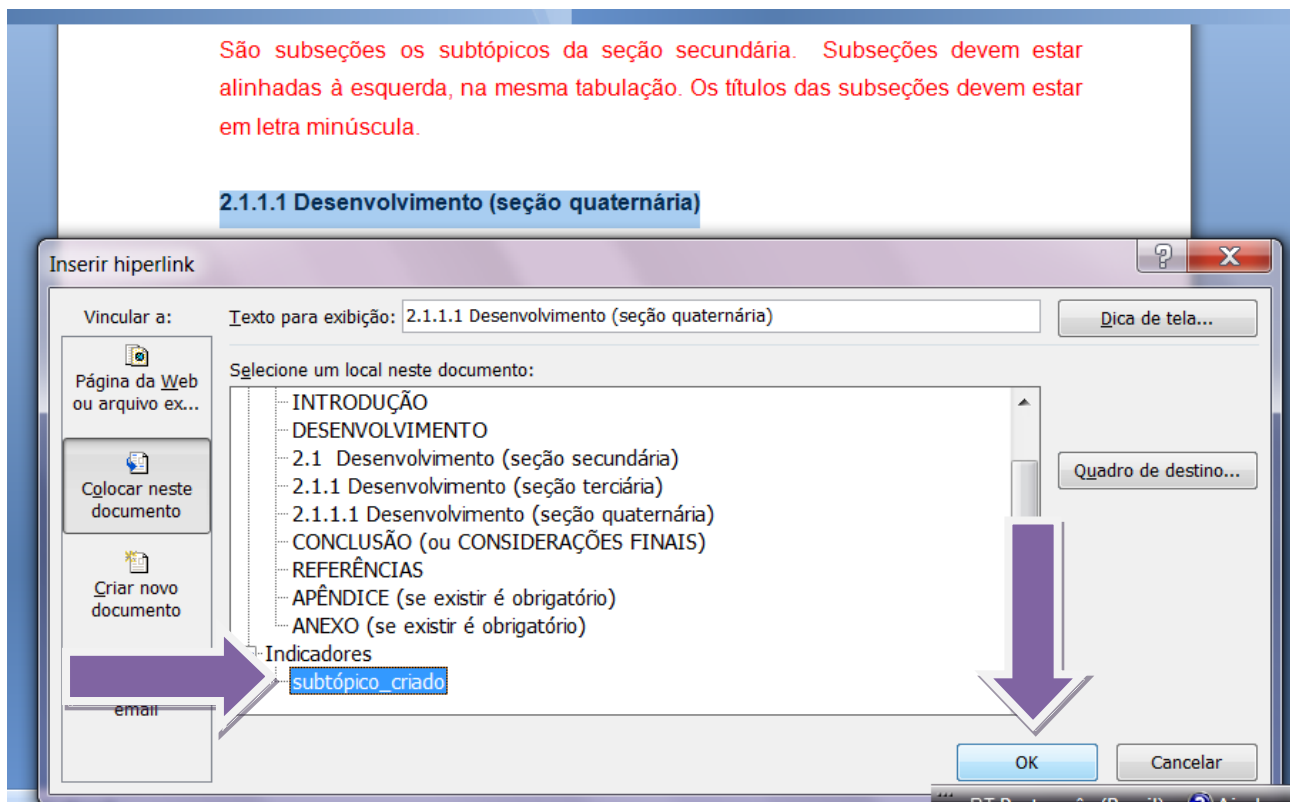 São subseções os subtópicos da seção secundária. Subseções devem estar
alinhadas à esquerda, na mesma tabulação. Os títulos das subseções devem estar
em letra minúscula.
2.1.1.1 Desenvolvimento (seção quaternária)
Inserir hiperlink
Vincular a:
Texto para exibição: 2.1.1.1 Desenvolvimento (seção quaternária)
Dica de tela...
Página da Web
ou arquivo ex...
Selecione um local neste documento:
INTRODUÇÃO
DESENVOLVIMENTO
2.1 Desenvolvimento (seção secundária)
2.1.1 Desenvolvimento (seção terciária)
2.1.1.1 Desenvolvimento (seção quaternária)
CONCLUSÃO (ou CONSIDERAÇÕES FINAIS)
REFERÊNCIAS
APÊNDICE (se existir é obrigatório)
ANEXO (se existir é obrigatório)
Indicadores
subtópico_criado
Quadro de destino...
Colocar neste
documento
Criar novo
documento
email
OK
Cancelar